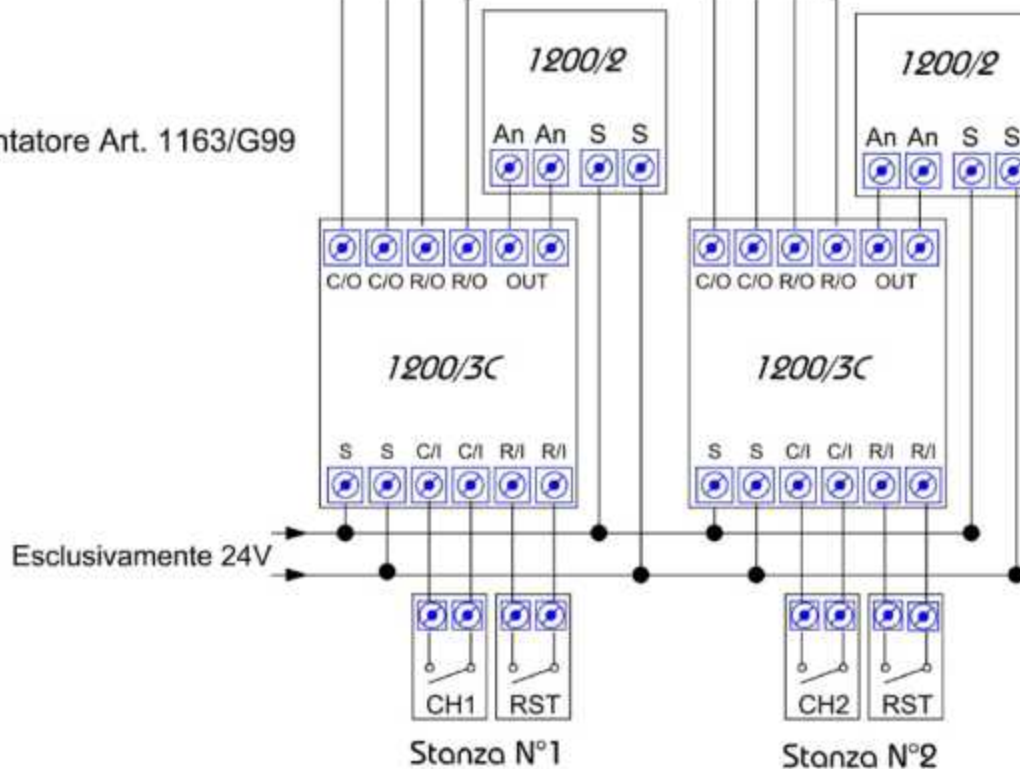 1200/2
1200/2
ntatore Art. 1163/G99
An An S S
An An S S
C/O C/O R/O R/O OUT
C/O C/O R/O R/O OUT
1200/3C
1200/3C
S S C/I C/I R/I R/I
S S C/I C/I R/I R/I
Esclusivamente 24V
CH1 RST
CH2 RST
Stanza N°1
Stanza N°2